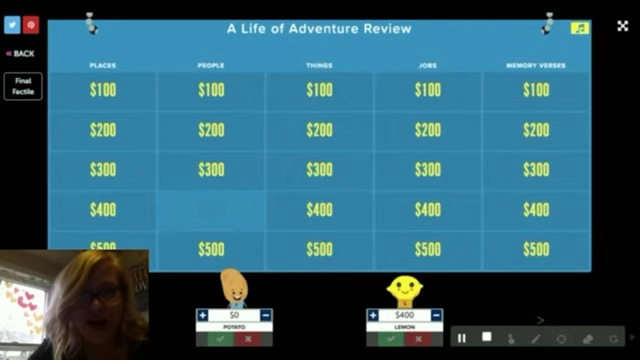 A Life of Adventure Review
« BACK
Final
Factile
PLACES PEOPLE THINGS JOBS MEMORY VERSES
$100 $100 $100 $100 $100
$200 $200 $200 $200 $200
$300 $300 $300 $300 $300
$400 $400 $400 $400
$500 $500 $500 $500 $500
+ $0 −
POTATO
+ $400 −
LEMON